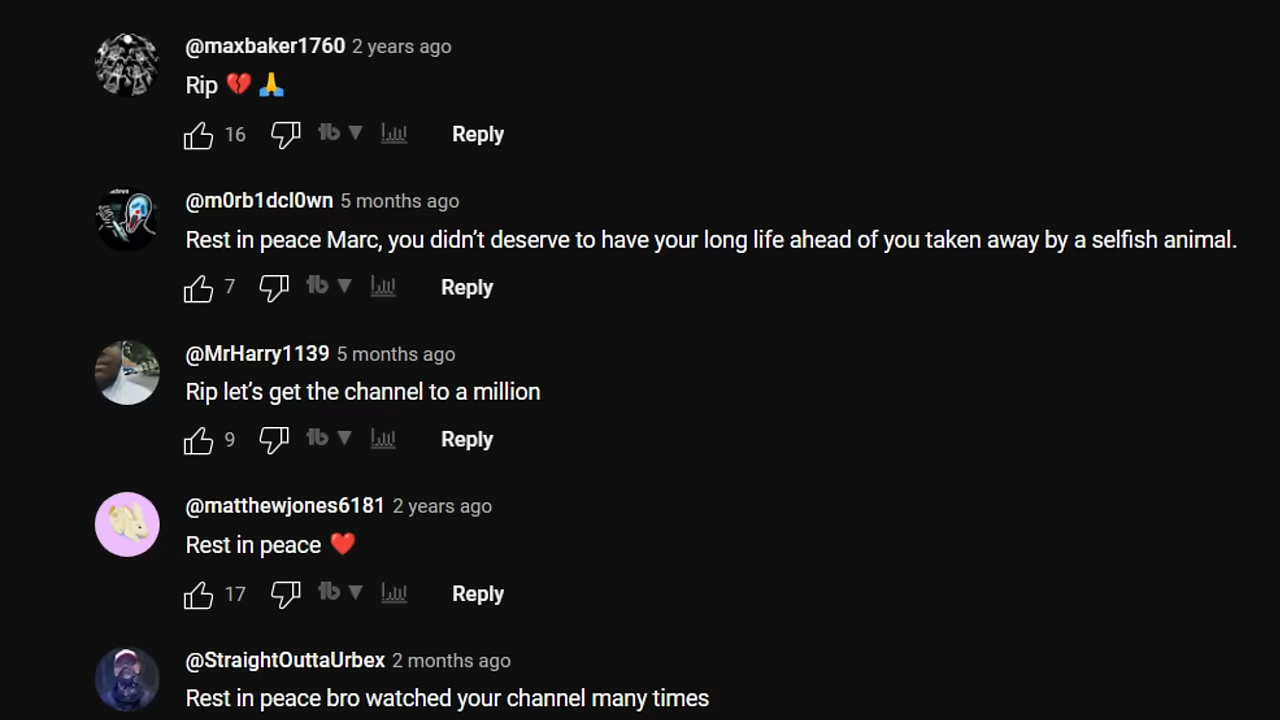 @maxbaker1760 2 years ago
Rip 💔 🙏
16 Reply
@m0rb1dcl0wn 5 months ago
Rest in peace Marc, you didn't deserve to have your long life ahead of you taken away by a selfish animal.
7 Reply
@MrHarry1139 5 months ago
Rip let's get the channel to a million
9 Reply
@matthewjones6181 2 years ago
Rest in peace ❤️
17 Reply
@StraightOuttaUrbex 2 months ago
Rest in peace bro watched your channel many times